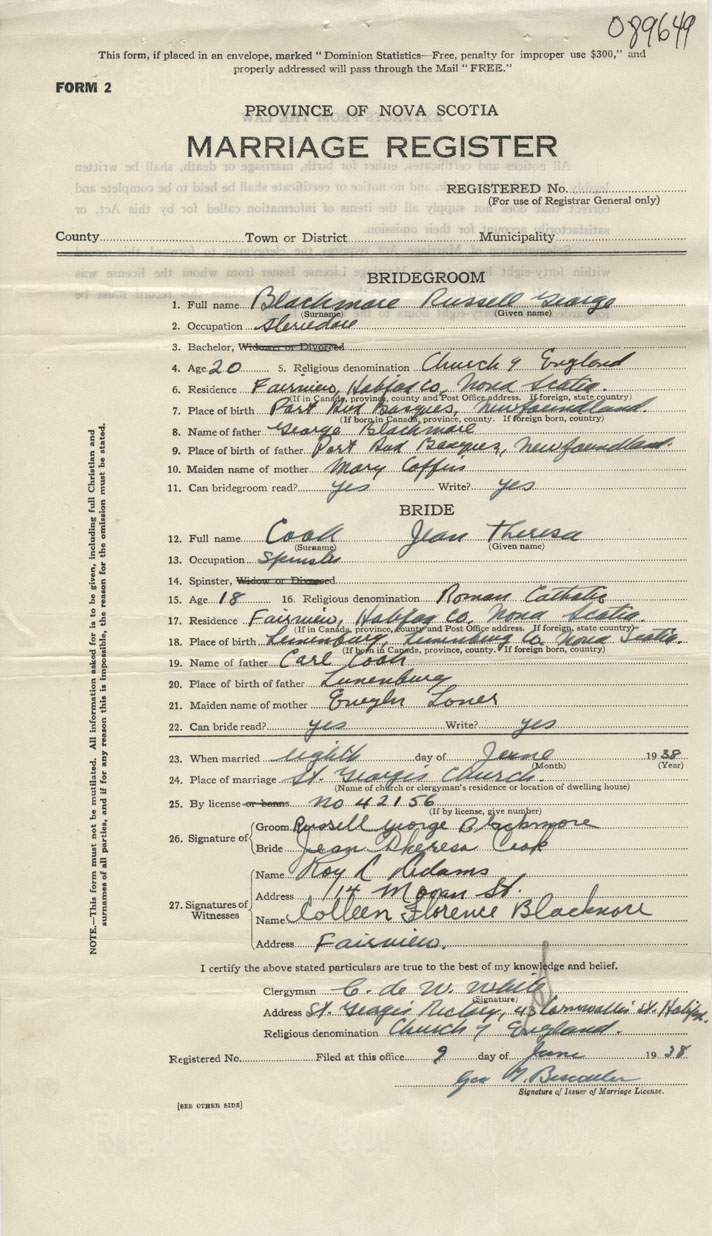 089649
This form, if placed in an envelope, marked "Dominion Statistics—Free, penalty for improper use $300," and
properly addressed will pass through the Mail "FREE."
FORM 2
PROVINCE OF NOVA SCOTIA
MARRIAGE REGISTER
REGISTERED No.
(For use of Registrar General only)
County Town or District Municipality
BRIDEGROOM
1. Full name Blackmore Russell George
(Surname) (Given name)
2. Occupation Stevedore
3. Bachelor, Widower or Divorced
4. Age 20 5. Religious denomination Church of England
6. Residence Fairview, Halifax Co, Nova Scotia.
(If in Canada, province, county and Post Office address. If foreign, state country)
7. Place of birth Port Aux Basques, Newfoundland.
(If born in Canada, province, county. If foreign born, country)
8. Name of father George Blackmore
9. Place of birth of father Port Aux Basques, Newfoundland.
10. Maiden name of mother Mary Coffin
11. Can bridegroom read? yes Write? yes
BRIDE
12. Full name Cook Jean Theresa
(Surname) (Given name)
13. Occupation Spinster
14. Spinster, Widow or Divorced
15. Age 18 16. Religious denomination Roman Catholic
17. Residence Fairview, Halifax Co, Nova Scotia.
(If in Canada, province, county and Post Office address. If foreign, state country)
18. Place of birth Lunenburg, Lunenburg Co Nova Scotia.
(If born in Canada, province, county. If foreign born, country)
19. Name of father Carl Cook
20. Place of birth of father Lunenburg
21. Maiden name of mother
22. Can bride read? yes Write? yes
23. When married eighth day of June 1938
(Month) (Year)
24. Place of marriage St. George's Church.
(Name of church or clergyman's residence or location of dwelling house)
25. By license or banns no 42156
(If by license, give number)
26. Signature of
Groom Russell George Blackmore
Bride Jean Theresa Cook
27. Signatures of Witnesses
Name Roy L Adams
Address 114 St.
Name Colleen Florence Blackmore
Address Fairview.
I certify the above stated particulars are true to the best of my knowledge and belief.
Clergyman C. de W. White
(Signature)
Address St. George's Rectory, 43 Cornwallis St. Halifax.
Religious denomination Church of England.
Registered No. Filed at this office 9 day of June 1938
Geo
Signature of Issuer of Marriage License.
[SEE OTHER SIDE]
NOTE.—This form must not be mutilated. All information asked for is to be given, including full Christian and
surnames of all parties, and if for any reason this is impossible, the reason for the omission must be stated.